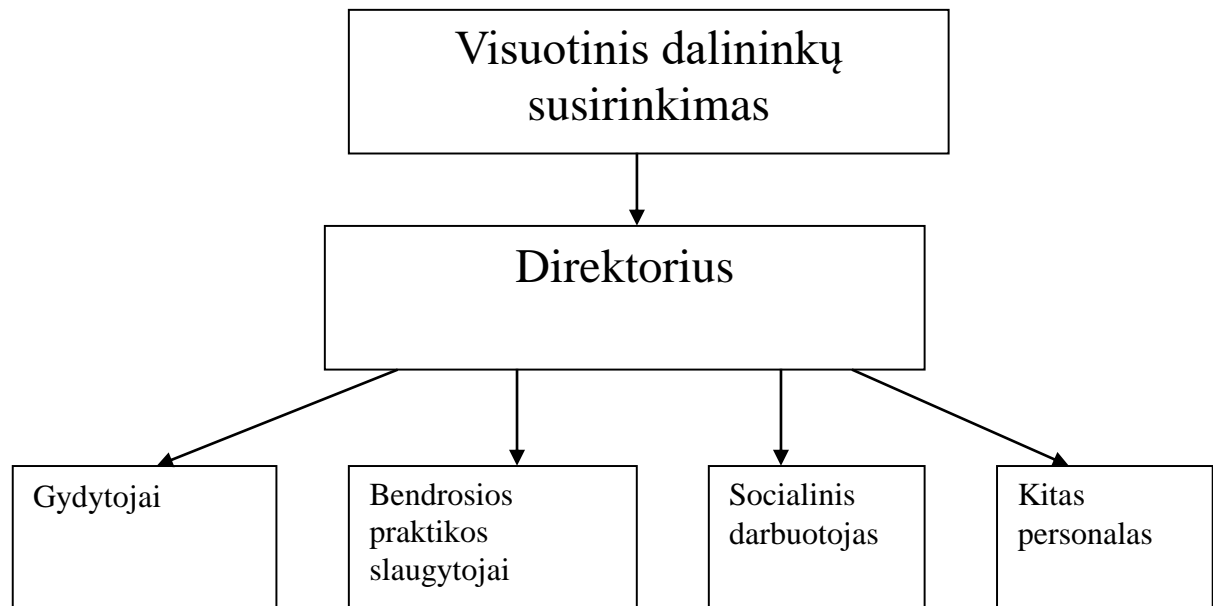 Visuotinis dalininkų
susirinkimas
Direktorius
Gydytojai
Bendrosios
praktikos
slaugytojai
Socialinis
darbuotojas
Kitas
personalas